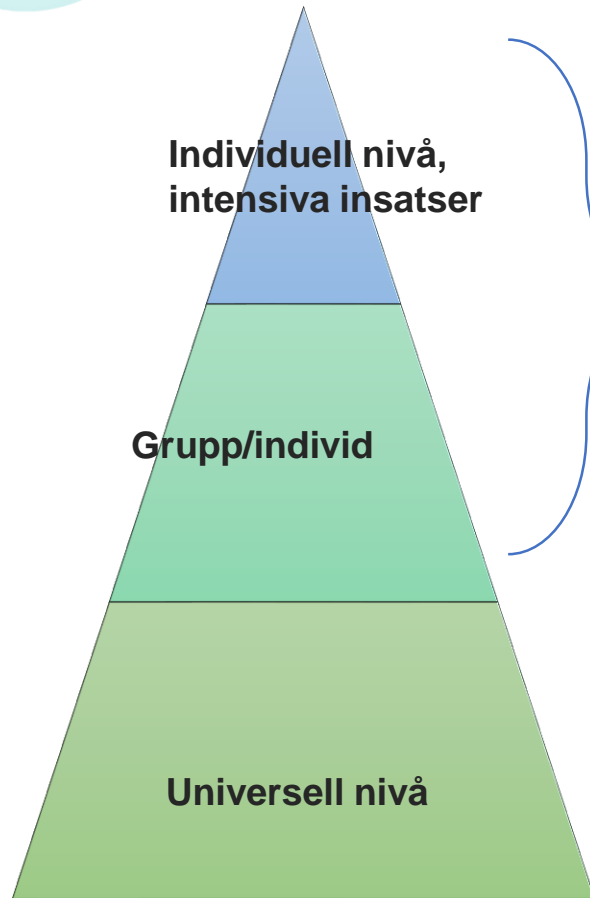 Individuell nivå,
intensiva insatser
Grupp/individ
Universell nivå